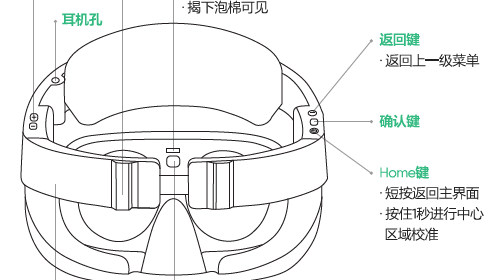 · 揭下泡棉可见
耳机孔
返回键
· 返回上一级菜单
确认键
Home键
· 短按返回主界面
· 按住1秒进行中心
区域校准